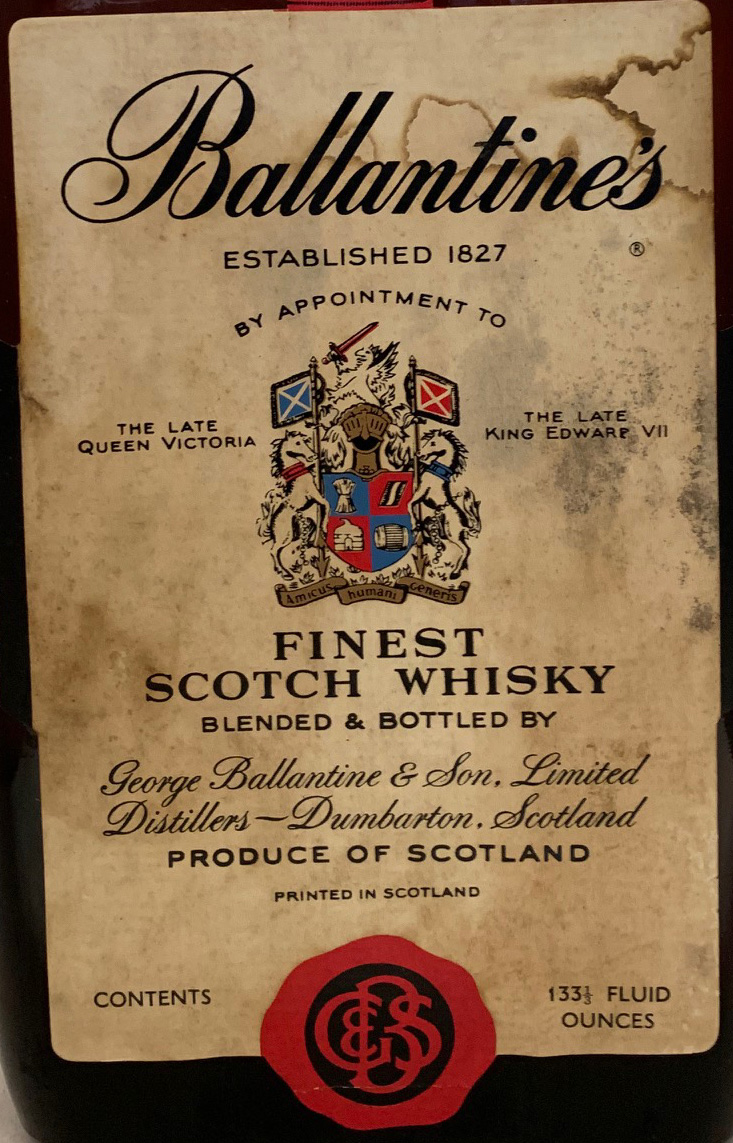 Ballantine's
®
ESTABLISHED 1827
BY APPOINTMENT TO
THE LATE
QUEEN VICTORIA
THE LATE
KING EDWARD VII
Amicus humani generis
FINEST
SCOTCH WHISKY
BLENDED & BOTTLED BY
George Ballantine & Son, Limited
Distillers—Dumbarton, Scotland
PRODUCE OF SCOTLAND
PRINTED IN SCOTLAND
CONTENTS
133⅓ FLUID
OUNCES
GB&S